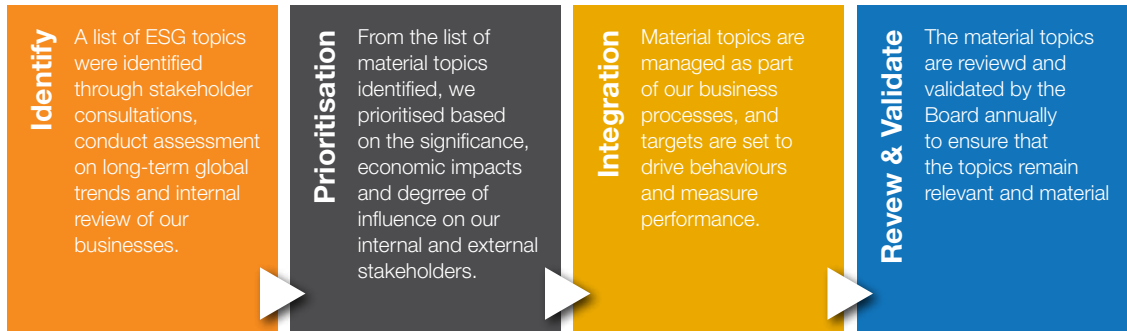 Identify
A list of ESG topics
were identified
through stakeholder
consultations,
conduct assessment
on long-term global
trends and internal
review of our
businesses.
Prioritisation
From the list of
material topics
identified, we
prioritised based
on the significance,
economic impacts
and degrree of
influence on our
internal and external
stakeholders.
Integration
Material topics are
managed as part
of our business
processes, and
targets are set to
drive behaviours
and measure
performance.
Revew & Validate
The material topics
are reviewd and
validated by the
Board annually
to ensure that
the topics remain
relevant and material